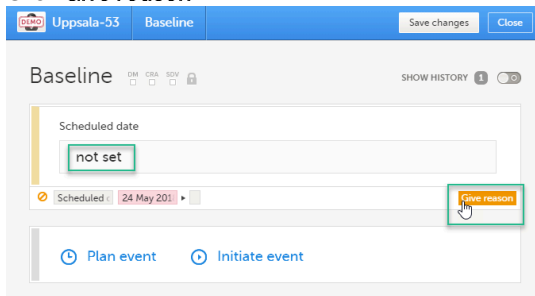 DEMO Uppsala-53 Baseline Save changes Close
Baseline DM CRA SDV SHOW HISTORY 1
Scheduled date
not set
Scheduled 24 May 201 Give reason
Plan event Initiate event